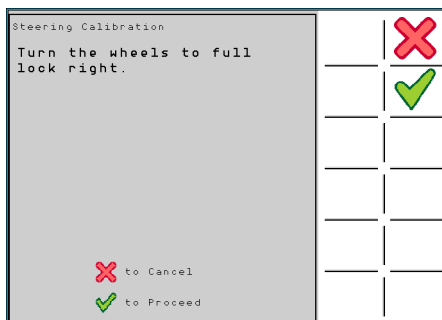 Steering Calibration
Turn the wheels to full
lock right.
to Cancel
to Proceed